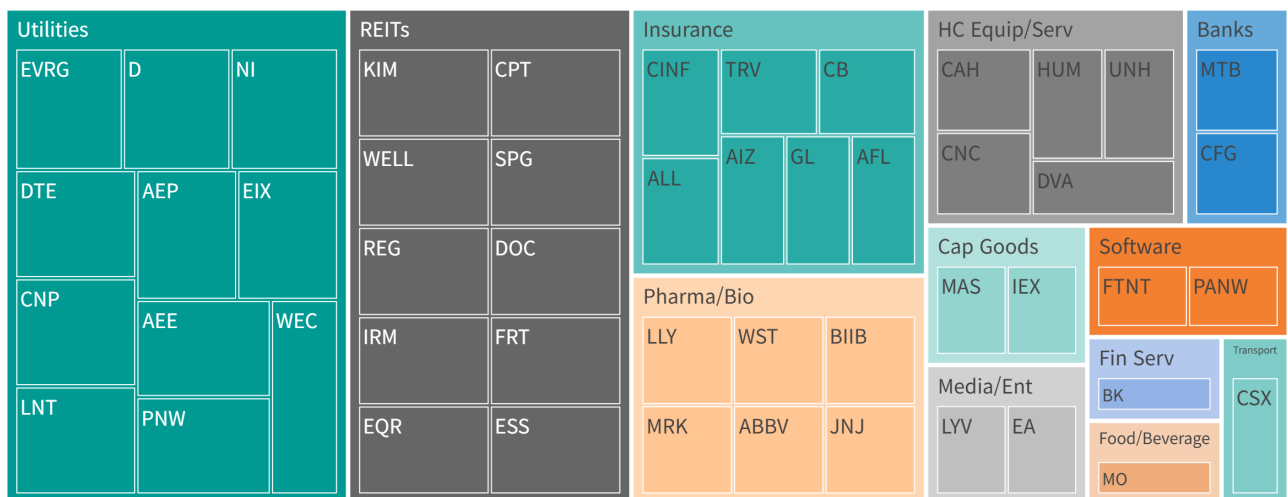 Utilities
EVRG
D
NI
DTE
AEP
EIX
CNP
AEE
WEC
LNT
PNW
REITs
KIM
CPT
WELL
SPG
REG
DOC
IRM
FRT
EQR
ESS
Insurance
CINF
TRV
CB
ALL
AIZ
GL
AFL
Pharma/Bio
LLY
WST
BIIB
MRK
ABBV
JNJ
HC Equip/Serv
CAH
HUM
UNH
CNC
DVA
Banks
MTB
CFG
Cap Goods
MAS
IEX
Software
FTNT
PANW
Media/Ent
LYV
EA
Fin Serv
BK
Food/Beverage
MO
Transport
CSX